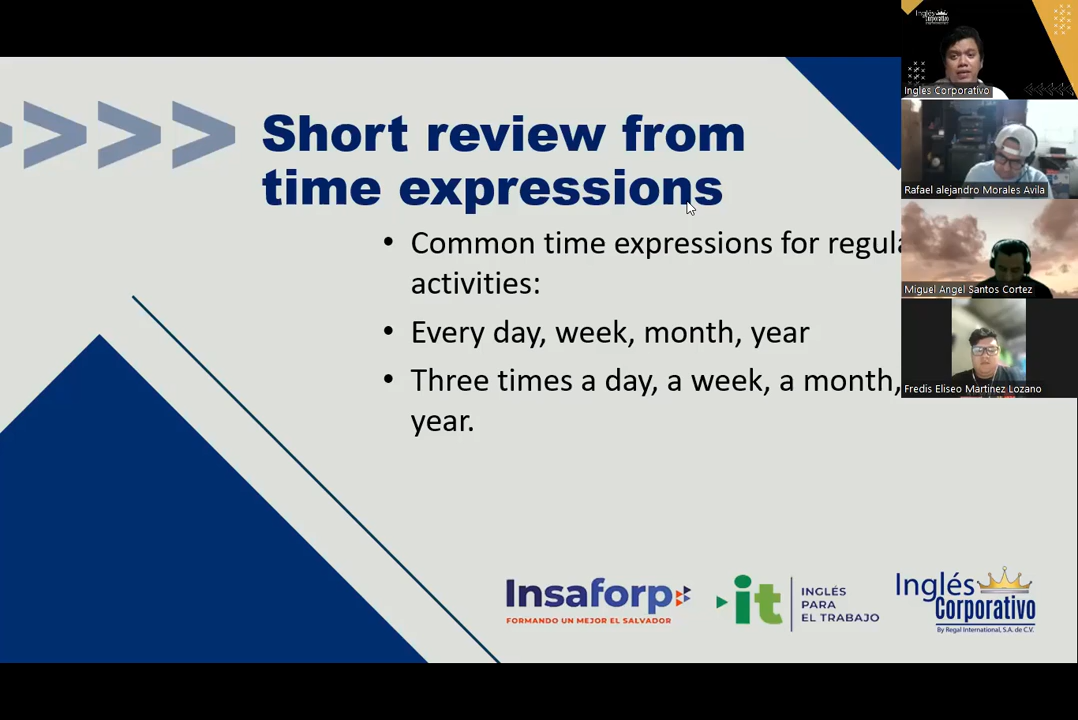 Short review from
time expressions
• Common time expressions for regula
activities:
• Every day, week, month, year
• Three times a day, a week, a month,
year.
Insaforp
FORMANDO UN MEJOR EL SALVADOR
it
INGLÉS
PARA
EL TRABAJO
Inglés
Corporativo
By Regal International, S.A. de C.V.
Inglés
Corporativo
Ingles Corporativo
Rafael alejandro Morales Avila
Miguel Angel Santos Cortez
Fredis Eliseo Martinez Lozano